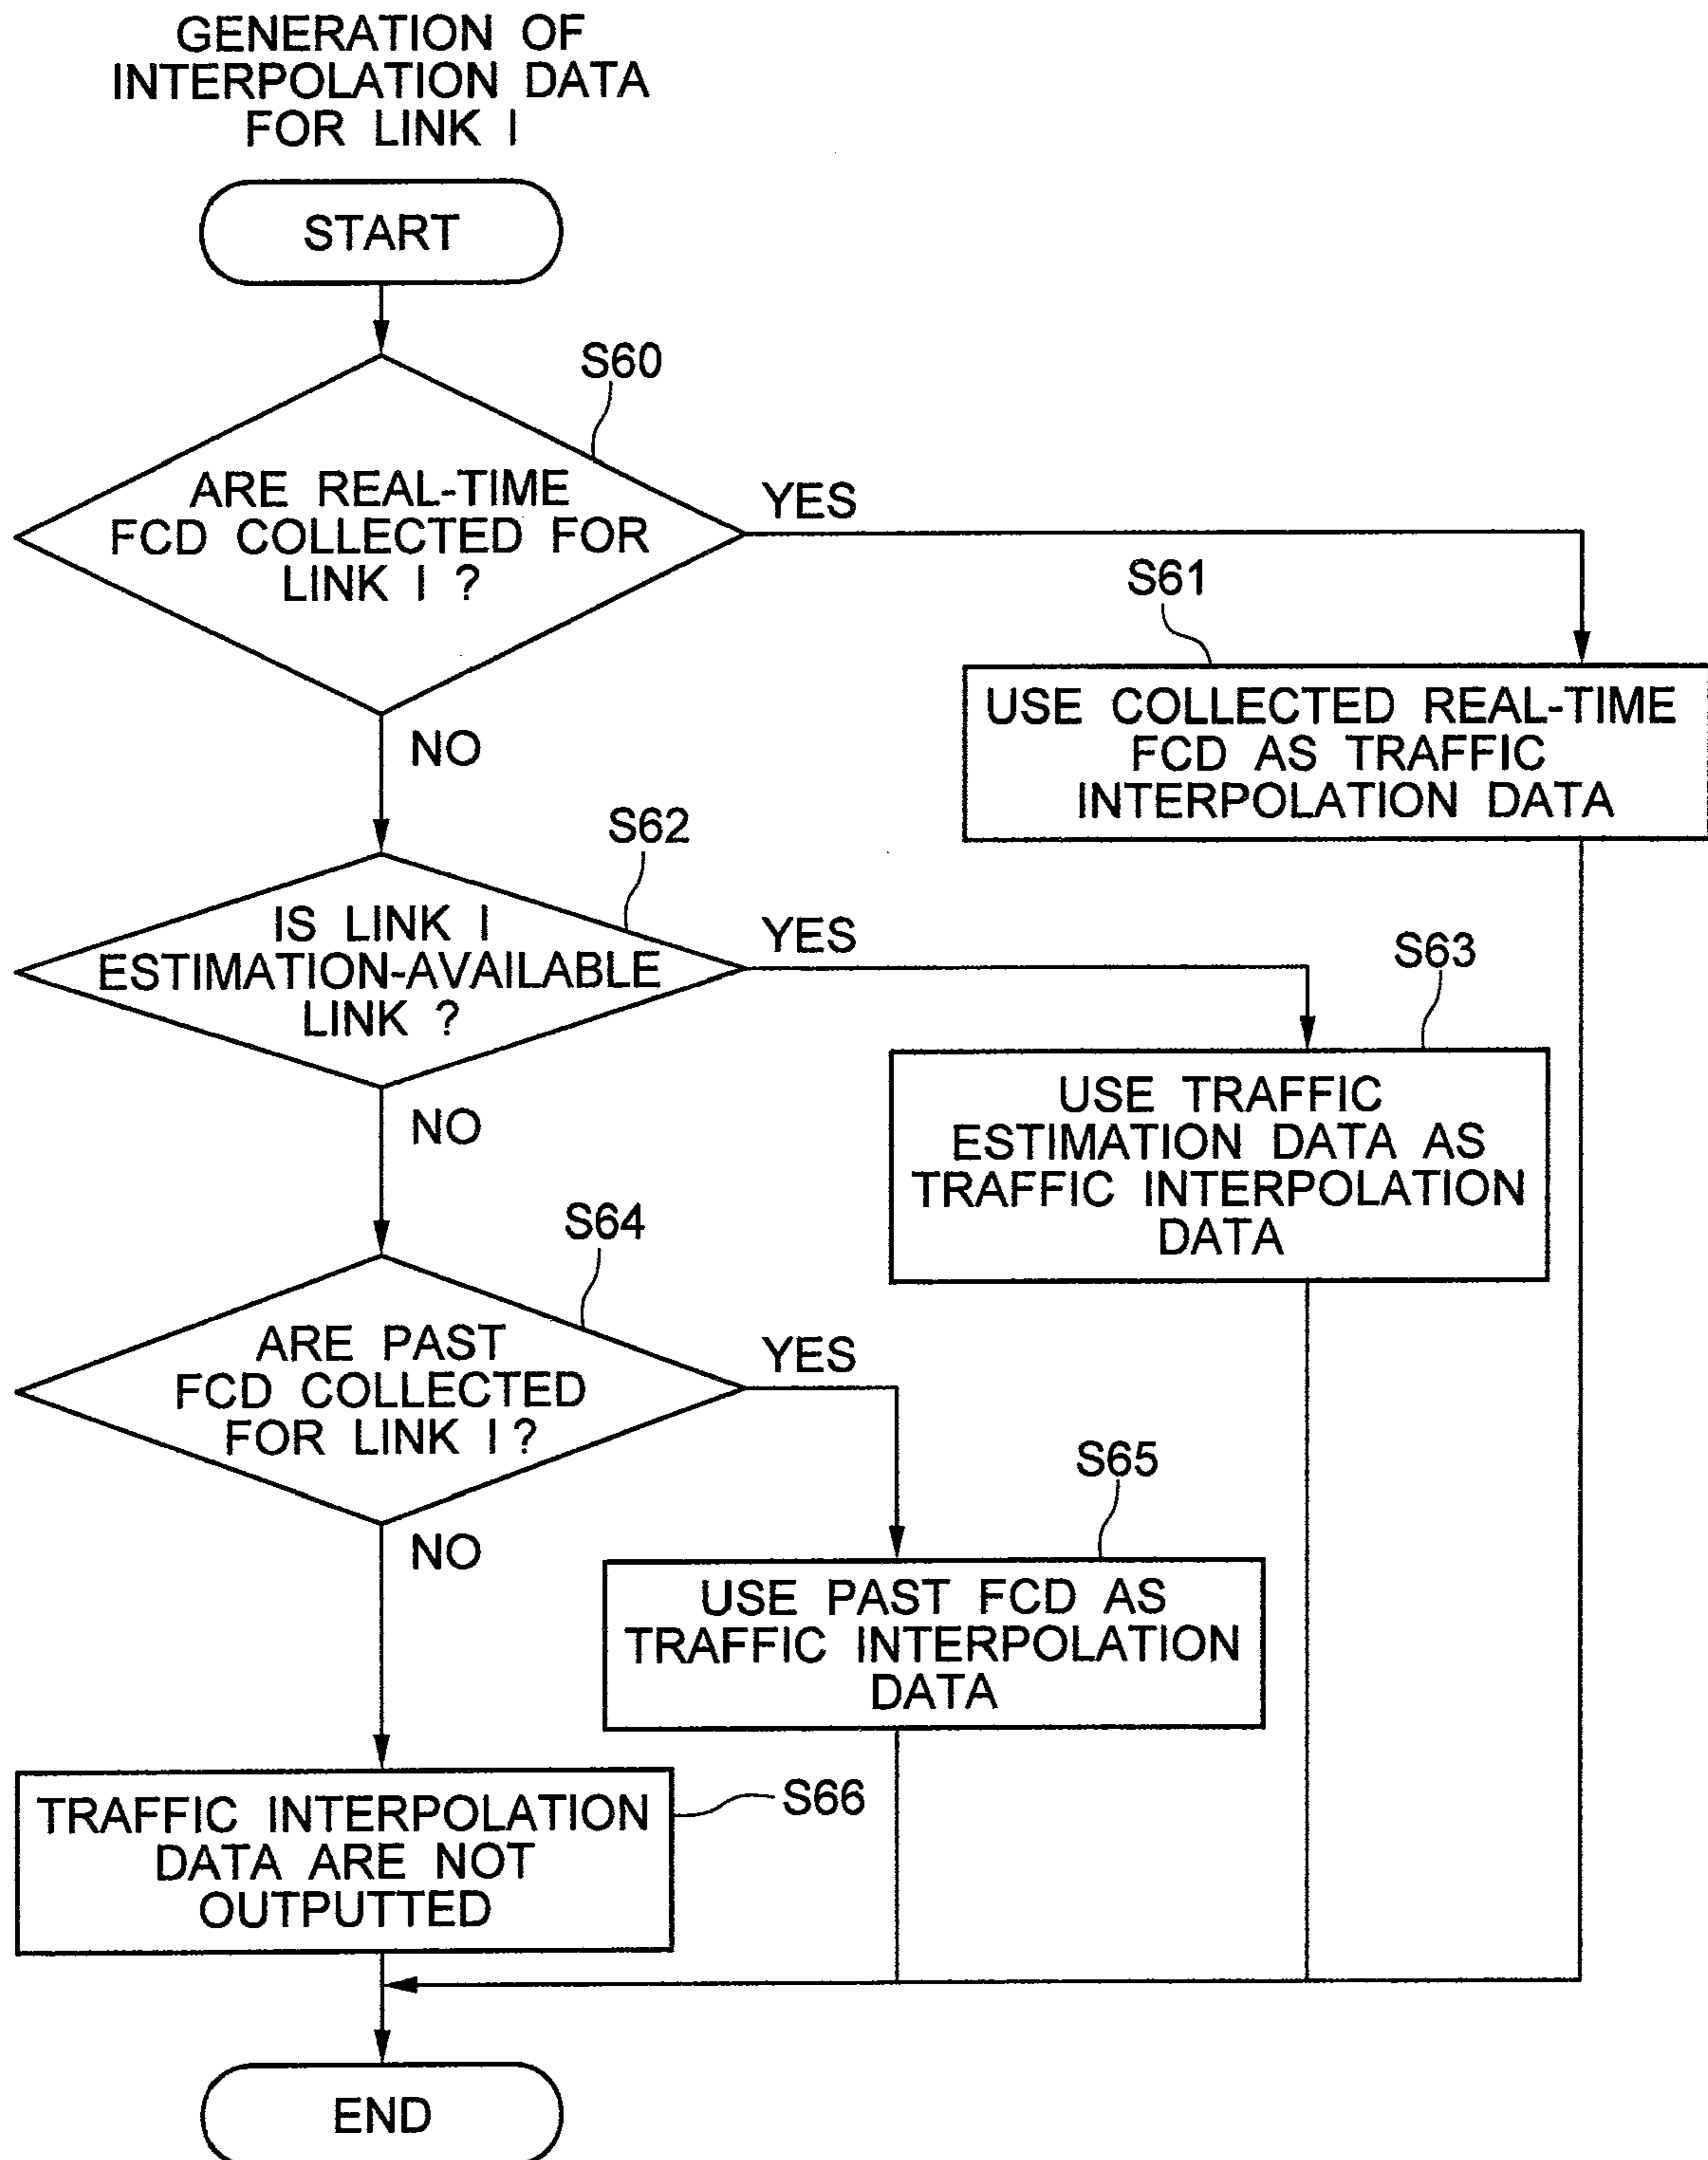 GENERATION OF
INTERPOLATION DATA
FOR LINK I
START
S60
ARE REAL-TIME
FCD COLLECTED FOR
LINK I ?
YES
NO
S61
USE COLLECTED REAL-TIME
FCD AS TRAFFIC
INTERPOLATION DATA
S62
IS LINK I
ESTIMATION-AVAILABLE
LINK ?
YES
NO
S63
USE TRAFFIC
ESTIMATION DATA AS
TRAFFIC INTERPOLATION
DATA
S64
ARE PAST
FCD COLLECTED
FOR LINK I ?
YES
NO
S65
USE PAST FCD AS
TRAFFIC INTERPOLATION
DATA
S66
TRAFFIC INTERPOLATION
DATA ARE NOT
OUTPUTTED
END